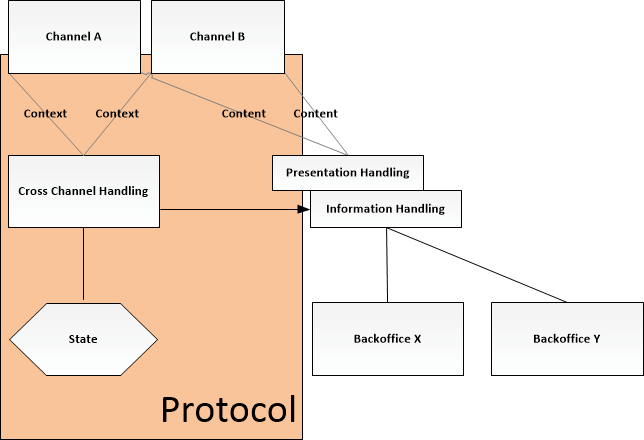 Channel A
Channel B
Context
Context
Content
Content
Cross Channel Handling
Presentation Handling
Information Handling
State
Backoffice X
Backoffice Y
Protocol